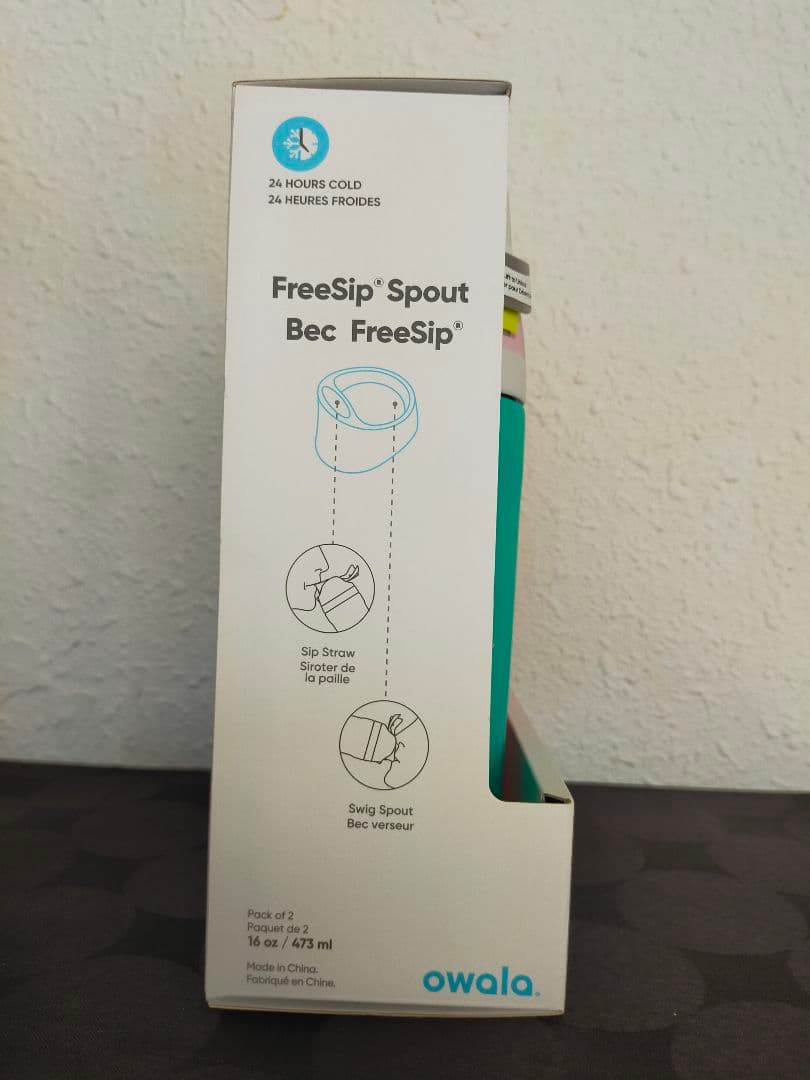 24 HOURS COLD
24 HEURES FROIDES
FreeSip® Spout
Bec FreeSip®
Sip Straw
Siroter de
la paille
Swig Spout
Bec verseur
Pack of 2
Paquet de 2
16 oz / 473 ml
Made in China.
Fabriqué en Chine.
owala™